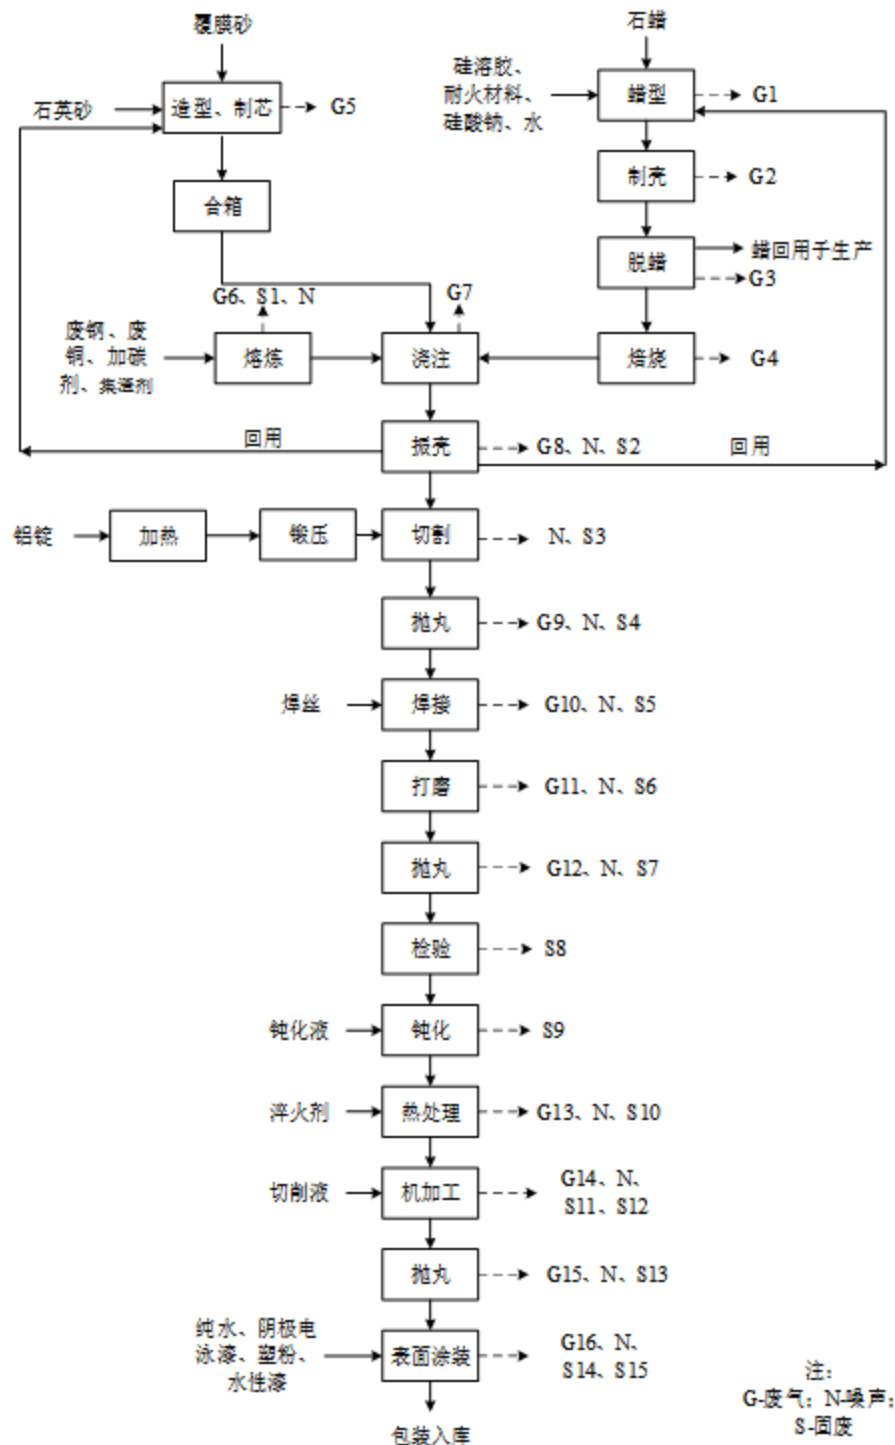 覆膜砂
石英砂
造型、制芯
G5
合箱
石蜡
硅溶胶、
耐火材料、
硅酸钠、水
蜡型
G1
制壳
G2
脱蜡
蜡回用于生产
G3
焙烧
G4
G6、S1、N
G7
废钢、废
铜、加碳
剂、集渣剂
熔炼
浇注
回用
振壳
G8、N、S2
回用
铝锭
加热
锻压
切割
N、S3
抛丸
G9、N、S4
焊丝
焊接
G10、N、S5
打磨
G11、N、S6
抛丸
G12、N、S7
检验
S8
钝化液
钝化
S9
淬火剂
热处理
G13、N、S10
切削液
机加工
G14、N、
S11、S12
抛丸
G15、N、S13
纯水、阴极电
泳漆、塑粉、
水性漆
表面涂装
G16、N、
S14、S15
包装入库
注：
G-废气；N-噪声；
S-固废